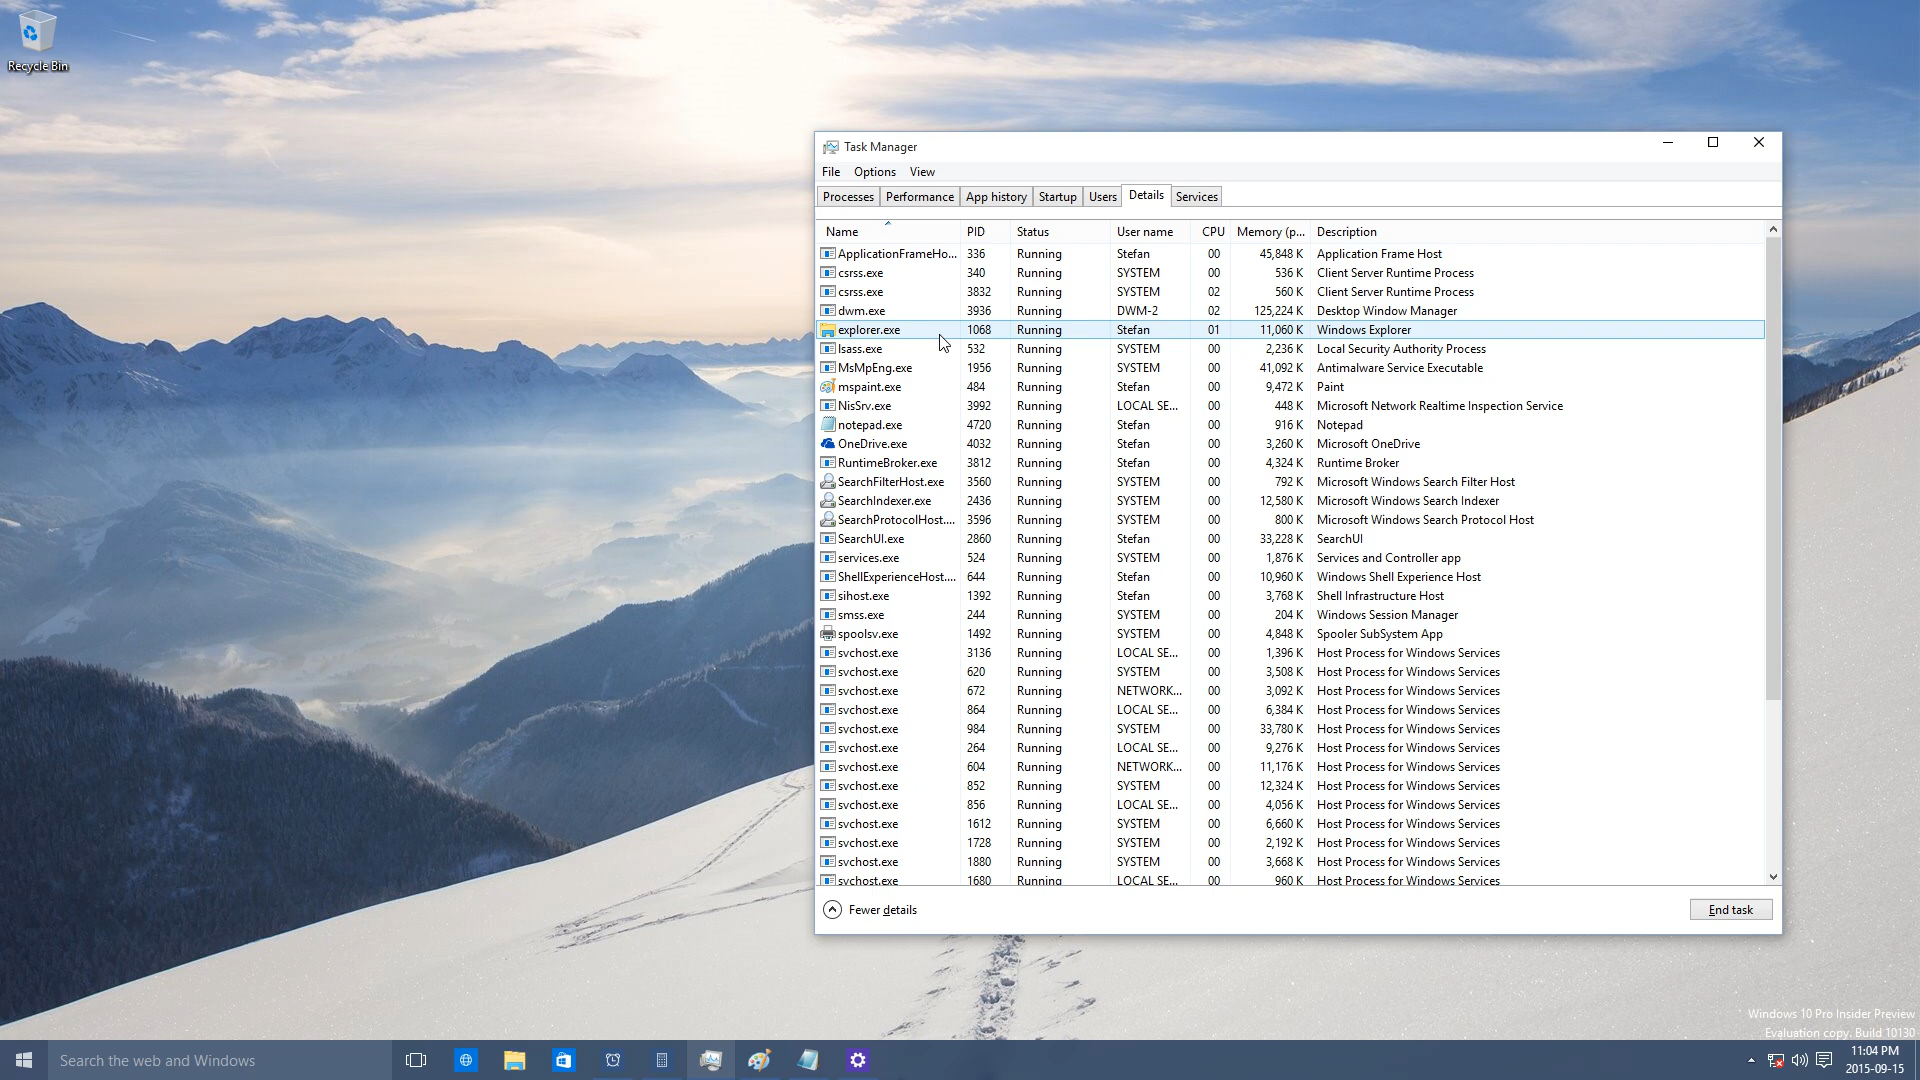 Recycle Bin
Task Manager
File Options View
Processes Performance App history Startup Users Details Services
Name PID Status User name CPU Memory (p... Description
ApplicationFrameHo... 336 Running Stefan 00 45,848 K Application Frame Host
csrss.exe 340 Running SYSTEM 00 536 K Client Server Runtime Process
csrss.exe 3832 Running SYSTEM 02 560 K Client Server Runtime Process
dwm.exe 3936 Running DWM-2 02 125,224 K Desktop Window Manager
explorer.exe 1068 Running Stefan 01 11,060 K Windows Explorer
lsass.exe 532 Running SYSTEM 00 2,236 K Local Security Authority Process
MsMpEng.exe 1956 Running SYSTEM 00 41,092 K Antimalware Service Executable
mspaint.exe 484 Running Stefan 00 9,472 K Paint
NisSrv.exe 3992 Running LOCAL SE... 00 448 K Microsoft Network Realtime Inspection Service
notepad.exe 4720 Running Stefan 00 916 K Notepad
OneDrive.exe 4032 Running Stefan 00 3,260 K Microsoft OneDrive
RuntimeBroker.exe 3812 Running Stefan 00 4,324 K Runtime Broker
SearchFilterHost.exe 3560 Running SYSTEM 00 792 K Microsoft Windows Search Filter Host
SearchIndexer.exe 2436 Running SYSTEM 00 12,580 K Microsoft Windows Search Indexer
SearchProtocolHost.... 3596 Running SYSTEM 00 800 K Microsoft Windows Search Protocol Host
SearchUI.exe 2860 Running Stefan 00 33,228 K SearchUI
services.exe 524 Running SYSTEM 00 1,876 K Services and Controller app
ShellExperienceHost.... 644 Running Stefan 00 10,960 K Windows Shell Experience Host
sihost.exe 1392 Running Stefan 00 3,768 K Shell Infrastructure Host
smss.exe 244 Running SYSTEM 00 204 K Windows Session Manager
spoolsv.exe 1492 Running SYSTEM 00 4,848 K Spooler SubSystem App
svchost.exe 3136 Running LOCAL SE... 00 1,396 K Host Process for Windows Services
svchost.exe 620 Running SYSTEM 00 3,508 K Host Process for Windows Services
svchost.exe 672 Running NETWORK... 00 3,092 K Host Process for Windows Services
svchost.exe 864 Running LOCAL SE... 00 6,384 K Host Process for Windows Services
svchost.exe 984 Running SYSTEM 00 33,780 K Host Process for Windows Services
svchost.exe 264 Running LOCAL SE... 00 9,276 K Host Process for Windows Services
svchost.exe 604 Running NETWORK... 00 11,176 K Host Process for Windows Services
svchost.exe 852 Running SYSTEM 00 12,324 K Host Process for Windows Services
svchost.exe 856 Running LOCAL SE... 00 4,056 K Host Process for Windows Services
svchost.exe 1612 Running SYSTEM 00 6,660 K Host Process for Windows Services
svchost.exe 1728 Running SYSTEM 00 2,192 K Host Process for Windows Services
svchost.exe 1880 Running SYSTEM 00 3,668 K Host Process for Windows Services
svchost.exe 1680 Running LOCAL SE... 00 960 K Host Process for Windows Services
Fewer details End task
Windows 10 Pro Insider Preview
Evaluation copy. Build 10130
Search the web and Windows
11:04 PM
2015-09-15